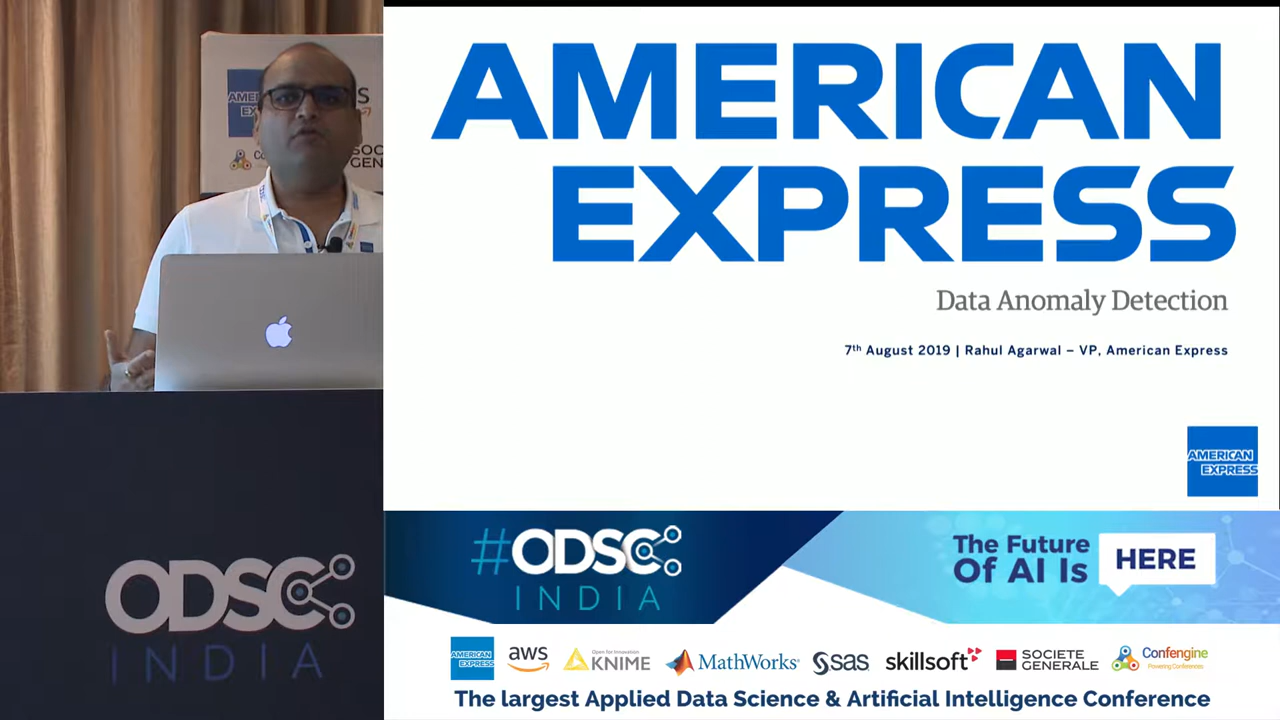 AMERICAN
EXPRESS
Data Anomaly Detection
7th August 2019 | Rahul Agarwal – VP, American Express
AMERICAN
EXPRESS
#ODSC
INDIA
The Future
Of AI Is
HERE
AMERICAN
EXPRESS
aws
Open for Innovation
KNIME
MathWorks®
sas
skillsoft
SOCIETE
GENERALE
Confengine
Powering Conferences
The largest Applied Data Science & Artificial Intelligence Conference
ODSC
INDIA